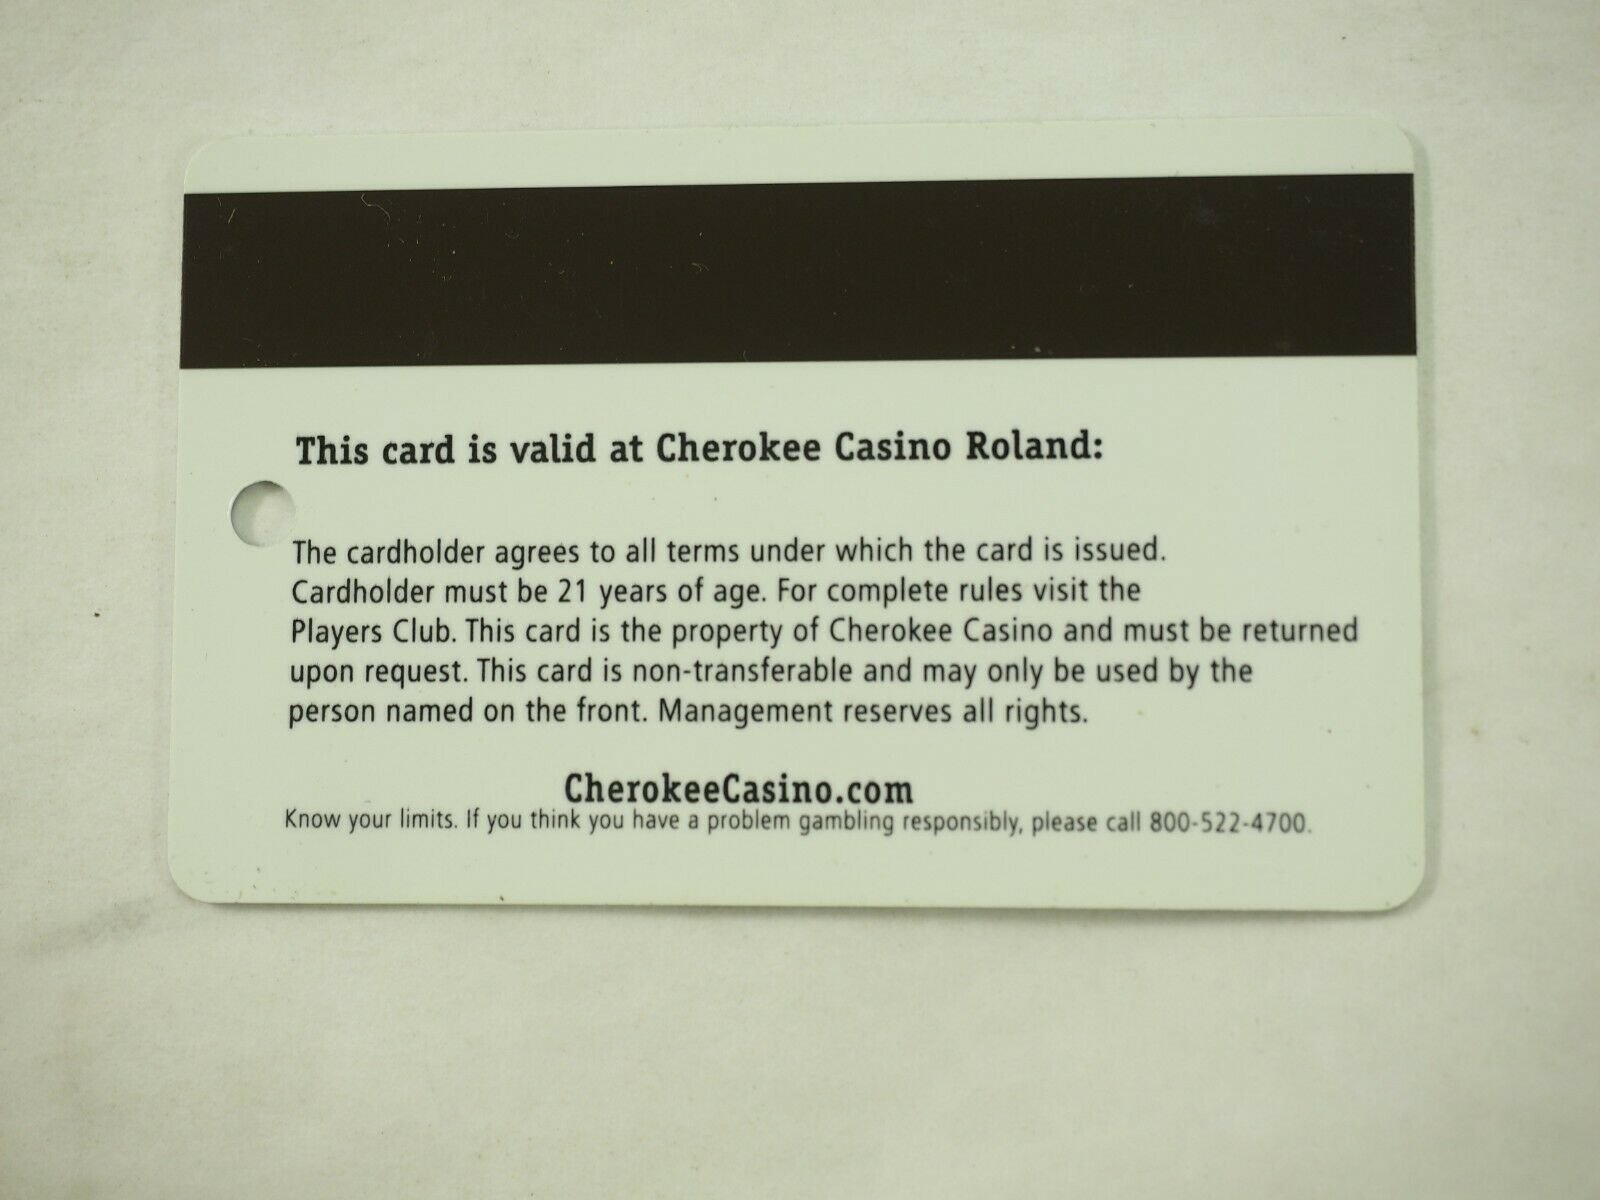 This card is valid at Cherokee Casino Roland:
The cardholder agrees to all terms under which the card is issued.
Cardholder must be 21 years of age. For complete rules visit the
Players Club. This card is the property of Cherokee Casino and must be returned
upon request. This card is non-transferable and may only be used by the
person named on the front. Management reserves all rights.
CherokeeCasino.com
Know your limits. If you think you have a problem gambling responsibly, please call 800-522-4700.